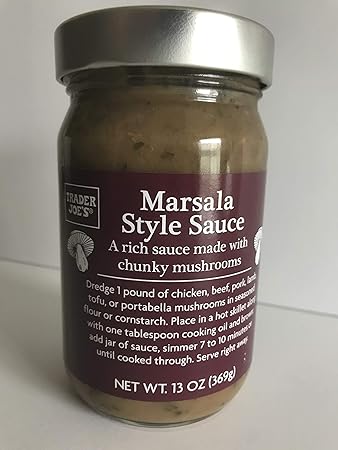 TRADER
JOE'S®
Marsala
Style Sauce
A rich sauce made with
chunky mushrooms
Dredge 1 pound of chicken, beef, pork, lamb,
tofu, or portabella mushrooms in seasoned
flour or cornstarch. Place in a hot skillet
with one tablespoon cooking oil and brown
add jar of sauce, simmer 7 to 10 minutes or
until cooked through. Serve right away.
NET WT. 13 OZ (369g)